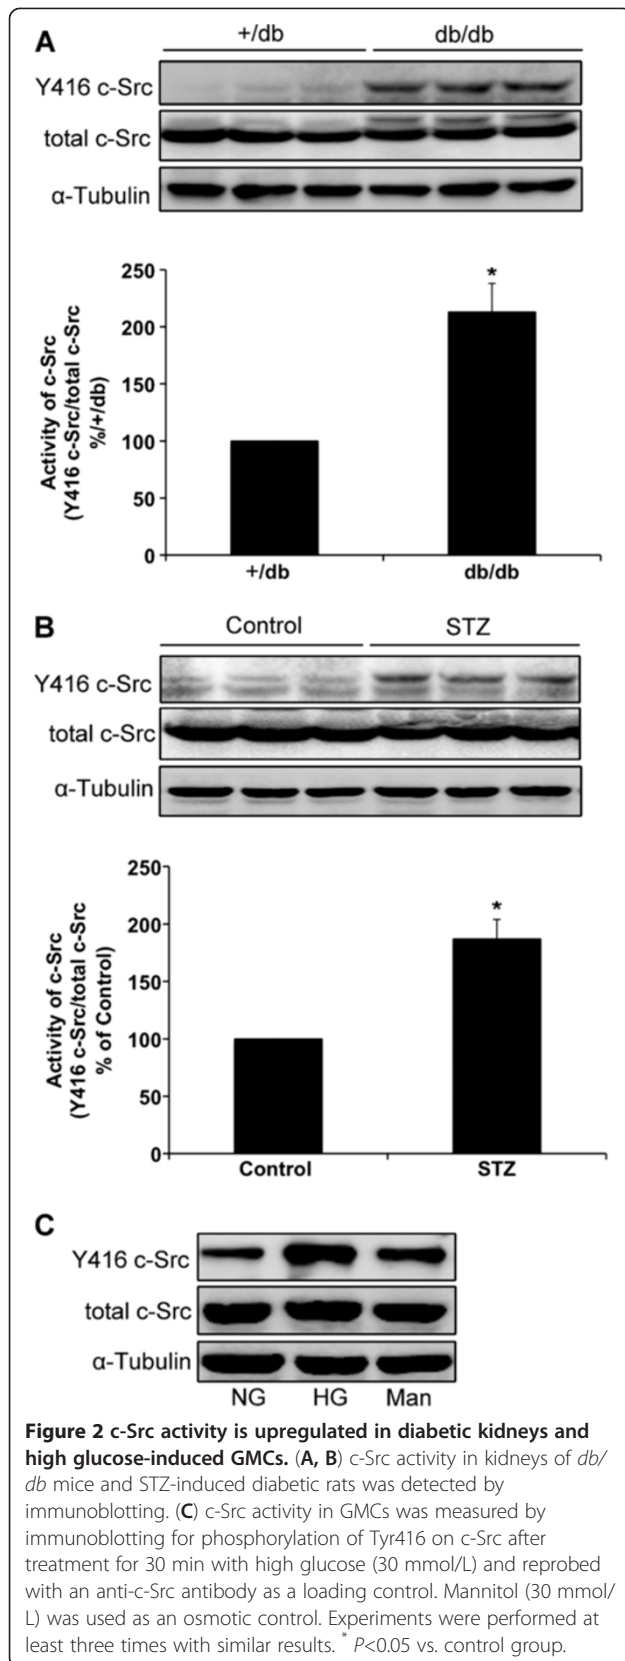 A
+/db db/db
Y416 c-Src
total c-Src
α-Tubulin
Activity of c-Src
(Y416 c-Src/total c-Src
%/+/db)
250
200
150
100
50
0
*
+/db db/db
B
Control STZ
Y416 c-Src
total c-Src
α-Tubulin
Activity of c-Src
(Y416 c-Src/total c-Src
% of Control)
250
200
150
100
50
0
*
Control STZ
C
Y416 c-Src
total c-Src
α-Tubulin
NG HG Man
Figure 2 c-Src activity is upregulated in diabetic kidneys and
high glucose-induced GMCs. (A, B) c-Src activity in kidneys of db/
db mice and STZ-induced diabetic rats was detected by
immunoblotting. (C) c-Src activity in GMCs was measured by
immunoblotting for phosphorylation of Tyr416 on c-Src after
treatment for 30 min with high glucose (30 mmol/L) and reprobed
with an anti-c-Src antibody as a loading control. Mannitol (30 mmol/
L) was used as an osmotic control. Experiments were performed at
least three times with similar results. * P<0.05 vs. control group.